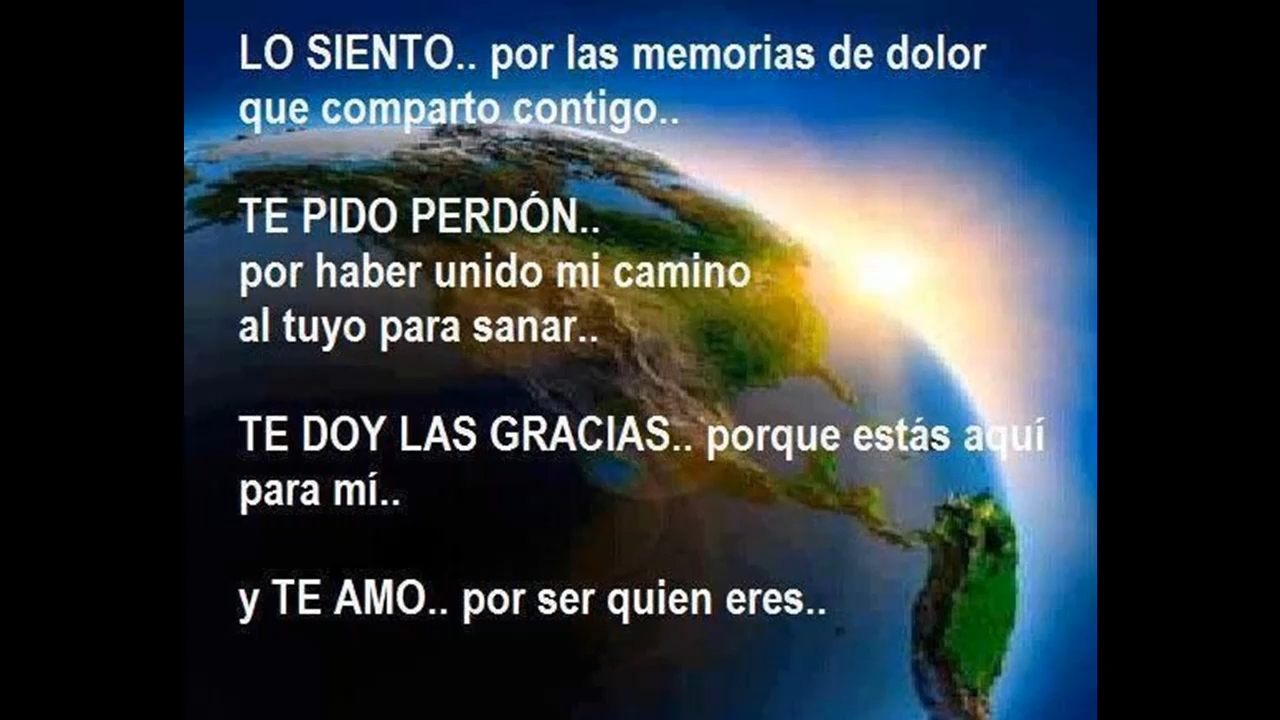 LO SIENTO.. por las memorias de dolor
que comparto contigo..
TE PIDO PERDÓN..
por haber unido mi camino
al tuyo para sanar..
TE DOY LAS GRACIAS.. porque estás aquí
para mí..
y TE AMO.. por ser quien eres..